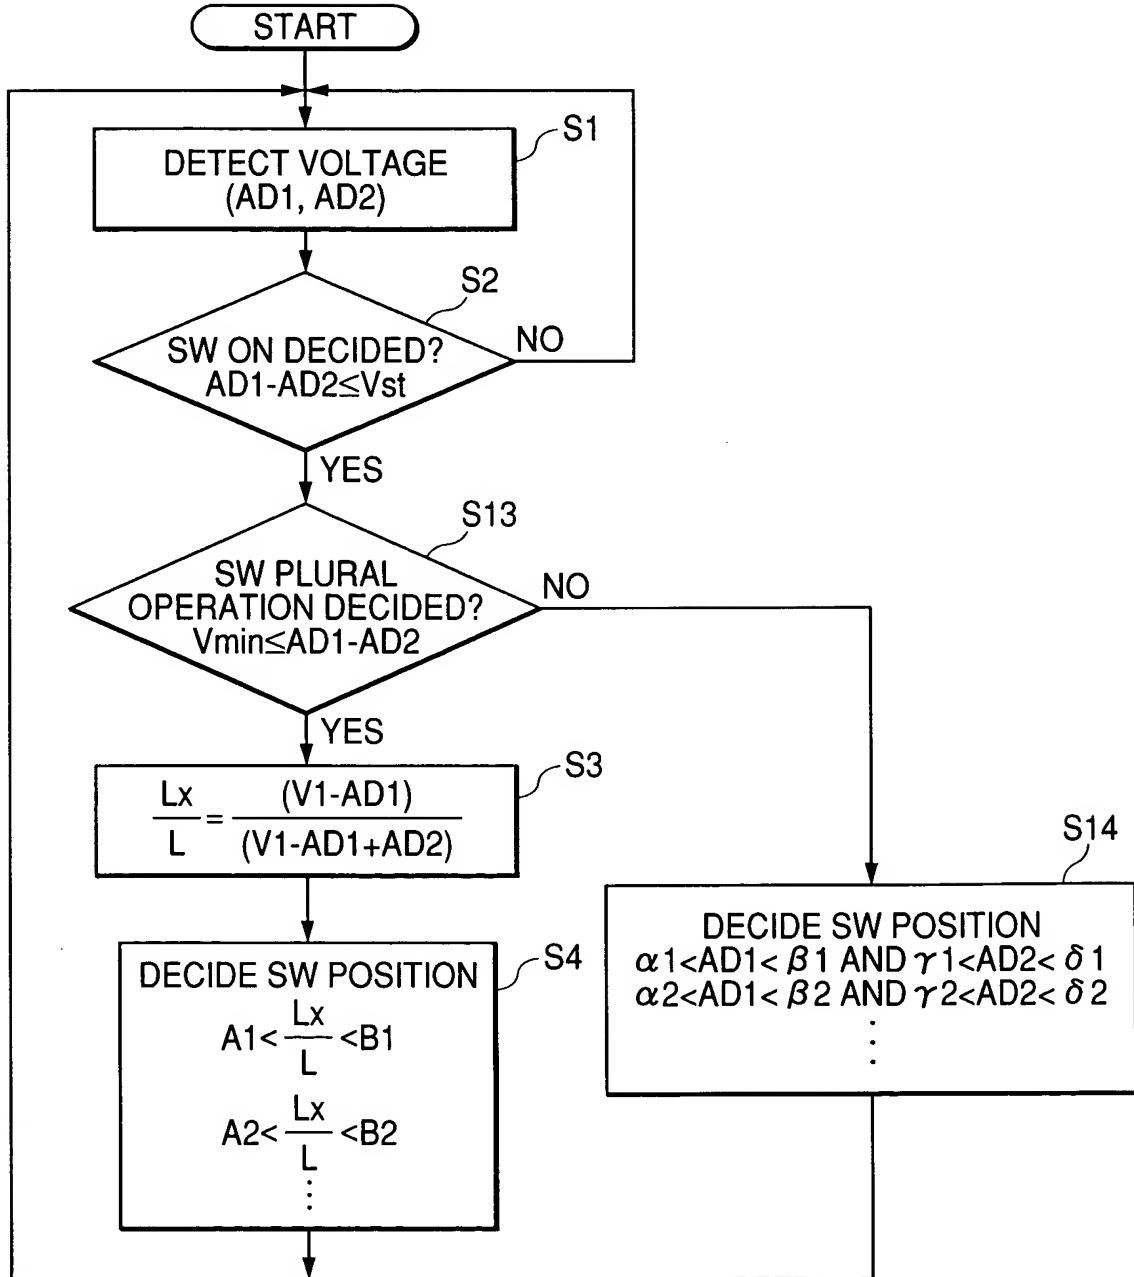 START
S1
DETECT VOLTAGE
(AD1, AD2)
S2
SW ON DECIDED?
AD1-AD2≤Vst
NO
YES
S13
SW PLURAL
OPERATION DECIDED?
Vmin≤AD1-AD2
NO
YES
S3
Lx/L = (V1-AD1)/(V1-AD1+AD2)
S14
DECIDE SW POSITION
α1<AD1<β1 AND γ1<AD2<δ1
α2<AD1<β2 AND γ2<AD2<δ2
⋮
S4
DECIDE SW POSITION
A1<Lx/L<B1
A2<Lx/L<B2
⋮